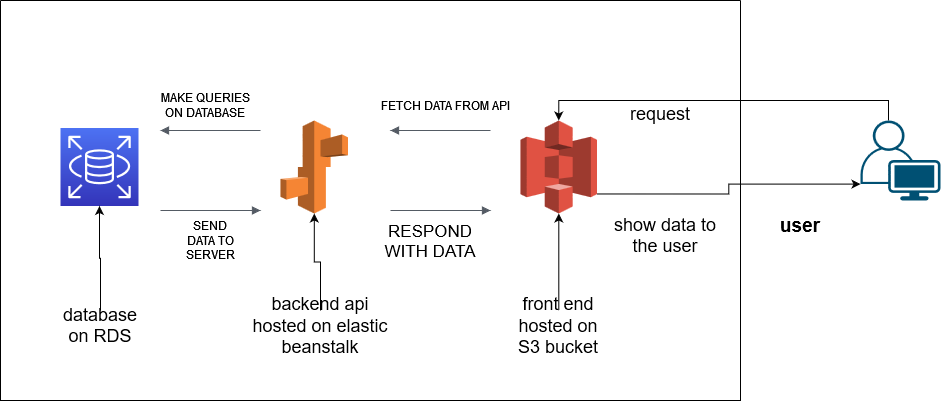 MAKE QUERIES
ON DATABASE
FETCH DATA FROM API
request
SEND
DATA TO
SERVER
RESPOND
WITH DATA
show data to
the user
user
database
on RDS
backend api
hosted on elastic
beanstalk
front end
hosted on
S3 bucket